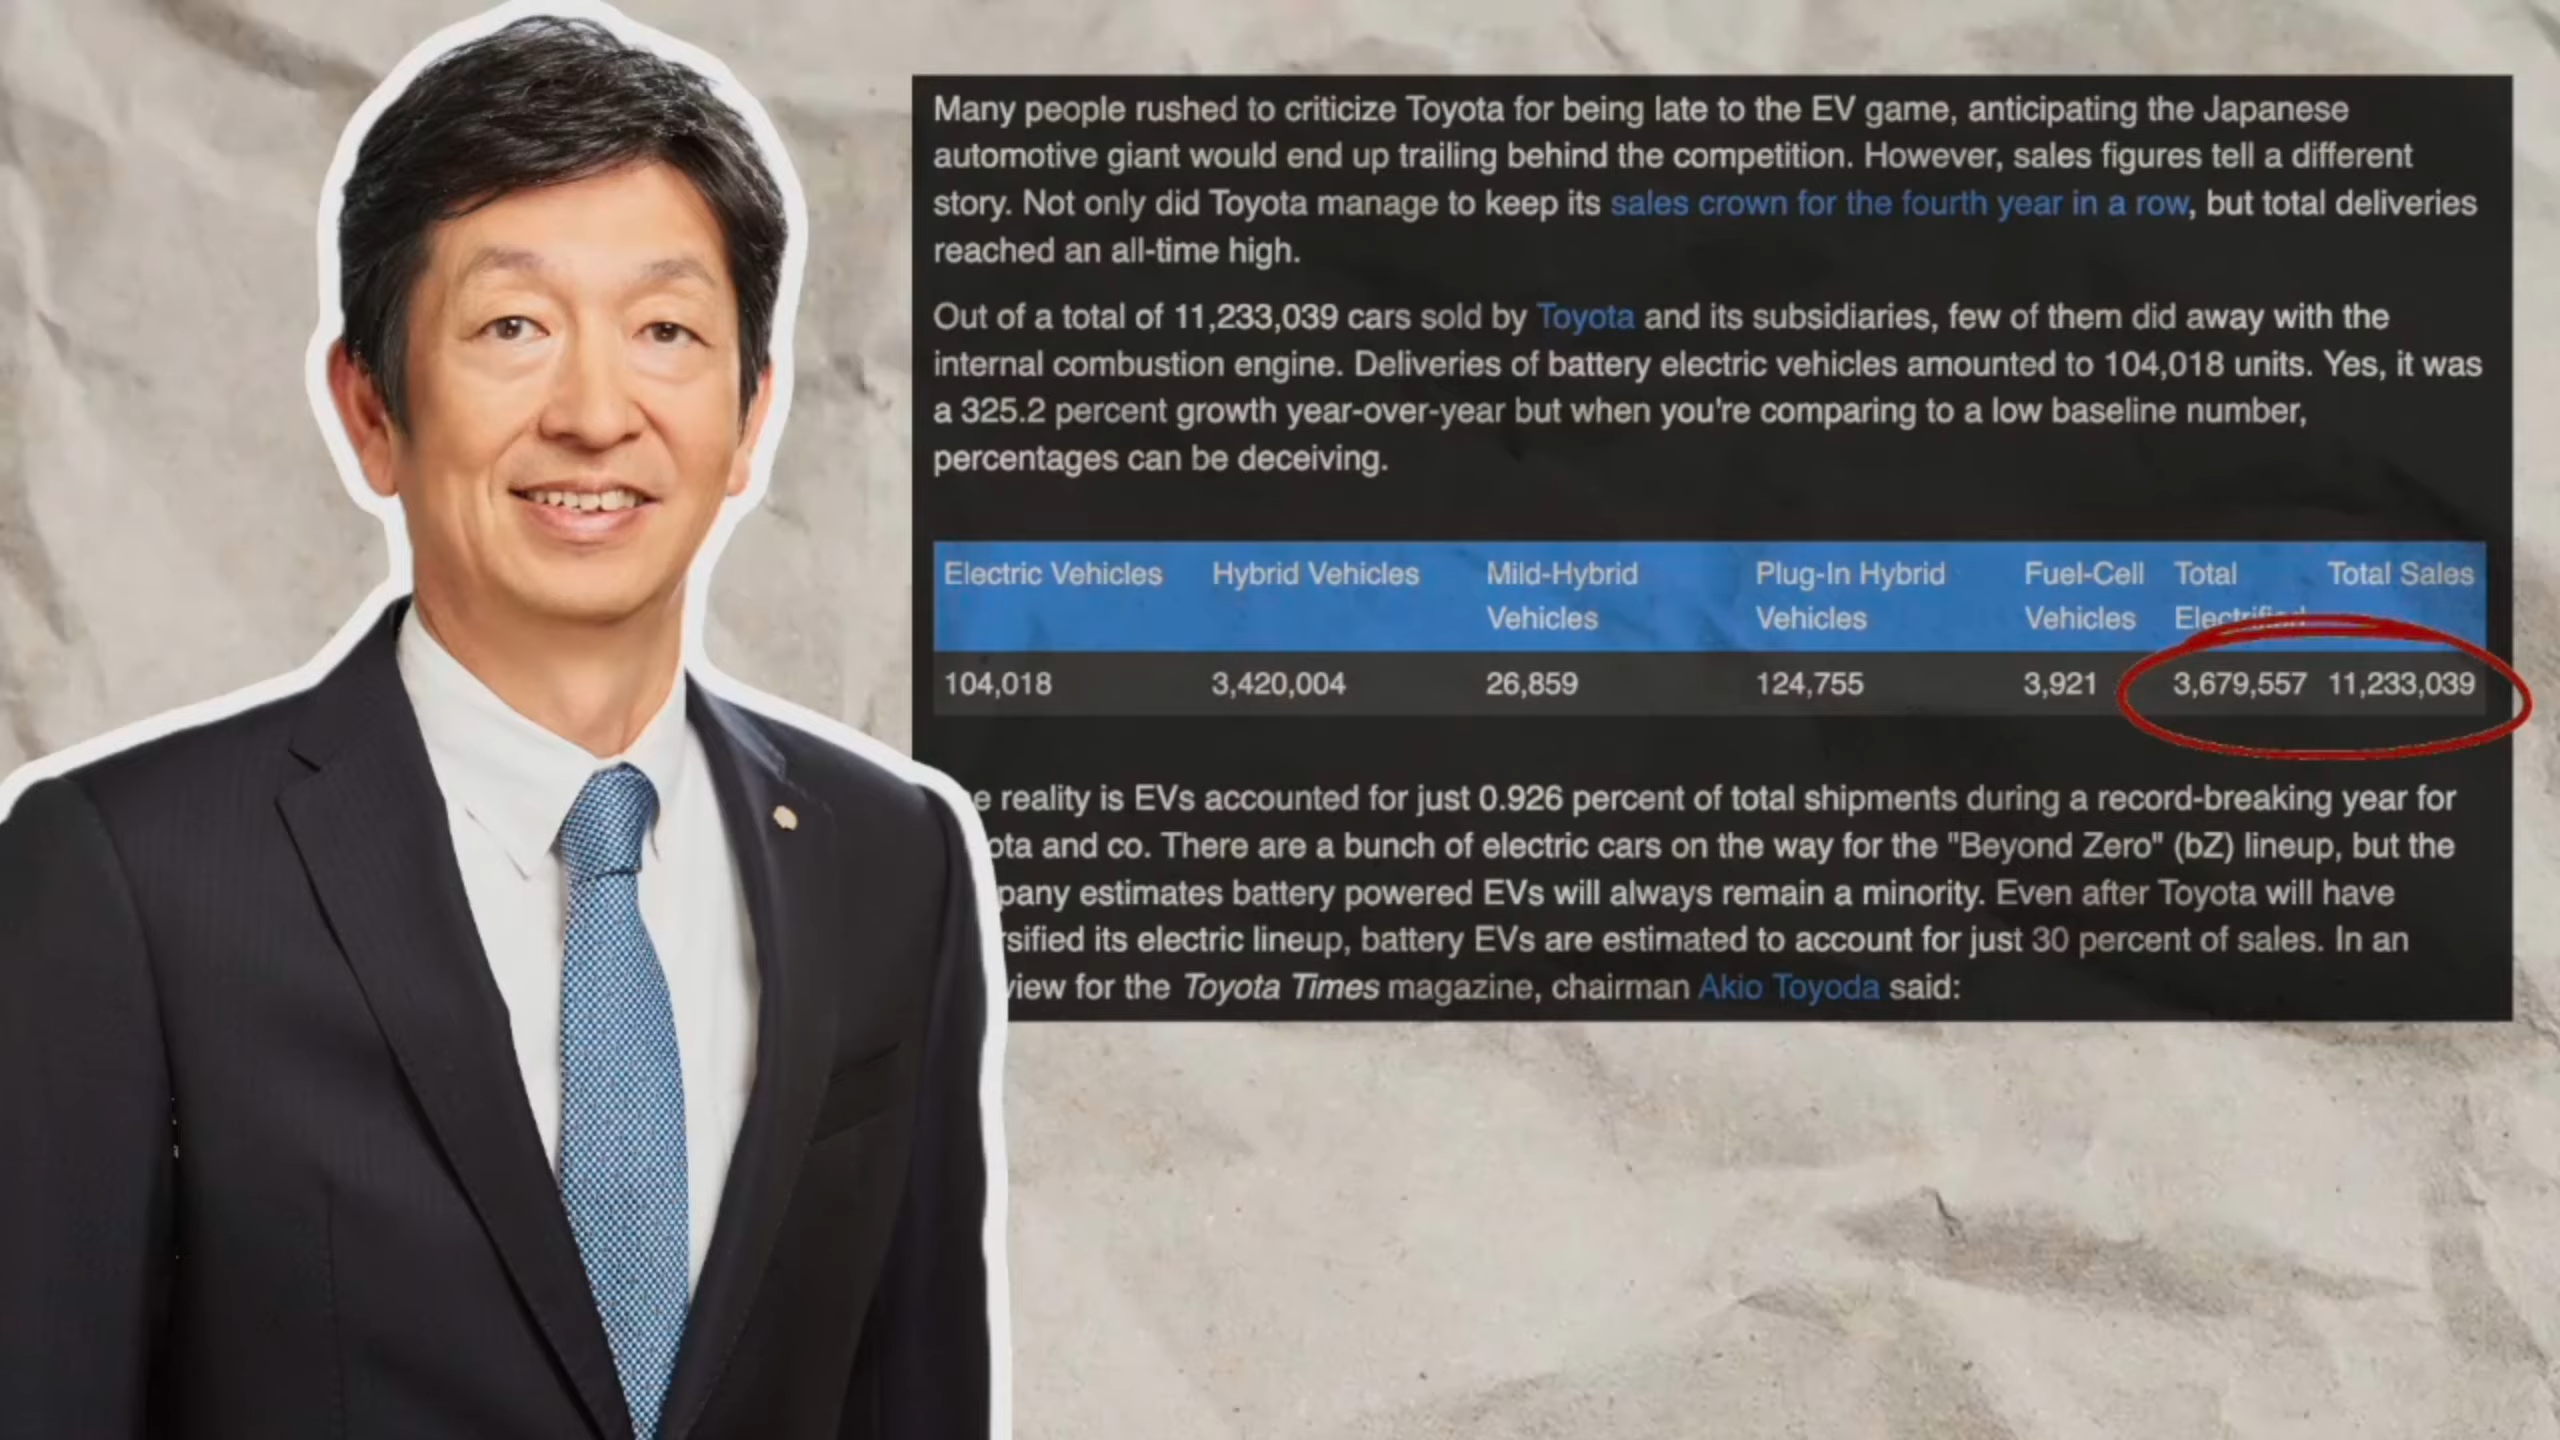 Many people rushed to criticize Toyota for being late to the EV game, anticipating the Japanese
automotive giant would end up trailing behind the competition. However, sales figures tell a different
story. Not only did Toyota manage to keep its sales crown for the fourth year in a row, but total deliveries
reached an all-time high.
Out of a total of 11,233,039 cars sold by Toyota and its subsidiaries, few of them did away with the
internal combustion engine. Deliveries of battery electric vehicles amounted to 104,018 units. Yes, it was
a 325.2 percent growth year-over-year but when you're comparing to a low baseline number,
percentages can be deceiving.
Electric Vehicles Hybrid Vehicles Mild-Hybrid Plug-In Hybrid Fuel-Cell Total Total Sales
Vehicles Vehicles Vehicles Electrified
104,018 3,420,004 26,859 124,755 3,921 3,679,557 11,233,039
e reality is EVs accounted for just 0.926 percent of total shipments during a record-breaking year for
ota and co. There are a bunch of electric cars on the way for the "Beyond Zero" (bZ) lineup, but the
pany estimates battery powered EVs will always remain a minority. Even after Toyota will have
rsified its electric lineup, battery EVs are estimated to account for just 30 percent of sales. In an
view for the Toyota Times magazine, chairman Akio Toyoda said: